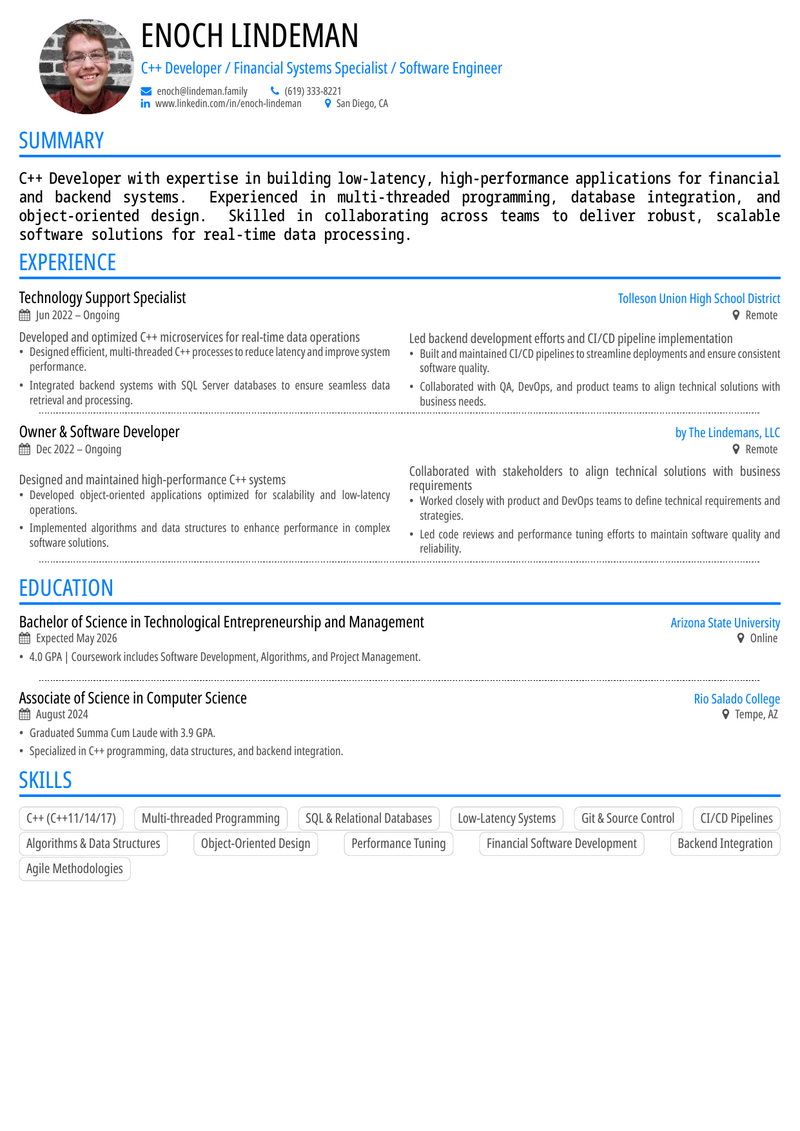 ENOCH LINDEMAN
C++ Developer / Financial Systems Specialist / Software Engineer
enoch@lindeman.family (619) 333-8221
www.linkedin.com/in/enoch-lindeman San Diego, CA
SUMMARY
C++ Developer with expertise in building low-latency, high-performance applications for financial
and backend systems. Experienced in multi-threaded programming, database integration, and
object-oriented design. Skilled in collaborating across teams to deliver robust, scalable
software solutions for real-time data processing.
EXPERIENCE
Technology Support Specialist Tolleson Union High School District
Jun 2022 – Ongoing Remote
Developed and optimized C++ microservices for real-time data operations
• Designed efficient, multi-threaded C++ processes to reduce latency and improve system
performance.
• Integrated backend systems with SQL Server databases to ensure seamless data
retrieval and processing.
Led backend development efforts and CI/CD pipeline implementation
• Built and maintained CI/CD pipelines to streamline deployments and ensure consistent
software quality.
• Collaborated with QA, DevOps, and product teams to align technical solutions with
business needs.
Owner & Software Developer by The Lindemans, LLC
Dec 2022 – Ongoing Remote
Designed and maintained high-performance C++ systems
• Developed object-oriented applications optimized for scalability and low-latency
operations.
• Implemented algorithms and data structures to enhance performance in complex
software solutions.
Collaborated with stakeholders to align technical solutions with business
requirements
• Worked closely with product and DevOps teams to define technical requirements and
strategies.
• Led code reviews and performance tuning efforts to maintain software quality and
reliability.
EDUCATION
Bachelor of Science in Technological Entrepreneurship and Management Arizona State University
Expected May 2026 Online
• 4.0 GPA | Coursework includes Software Development, Algorithms, and Project Management.
Associate of Science in Computer Science Rio Salado College
August 2024 Tempe, AZ
• Graduated Summa Cum Laude with 3.9 GPA.
• Specialized in C++ programming, data structures, and backend integration.
SKILLS
C++ (C++11/14/17) Multi-threaded Programming SQL & Relational Databases Low-Latency Systems Git & Source Control CI/CD Pipelines
Algorithms & Data Structures Object-Oriented Design Performance Tuning Financial Software Development Backend Integration
Agile Methodologies